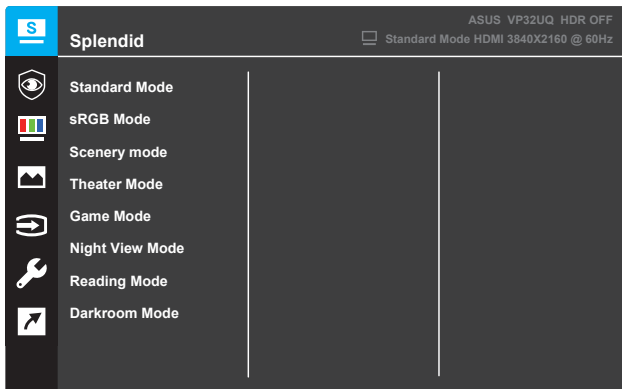 S
ASUS VP32UQ HDR OFF
Splendid
Standard Mode HDMI 3840X2160 @ 60Hz
Standard Mode
sRGB Mode
Scenery mode
Theater Mode
Game Mode
Night View Mode
Reading Mode
Darkroom Mode